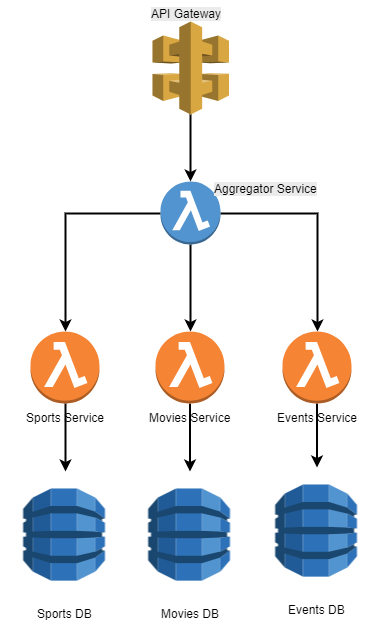 API Gateway
Aggregator Service
Sports Service
Movies Service
Events Service
Sports DB
Movies DB
Events DB